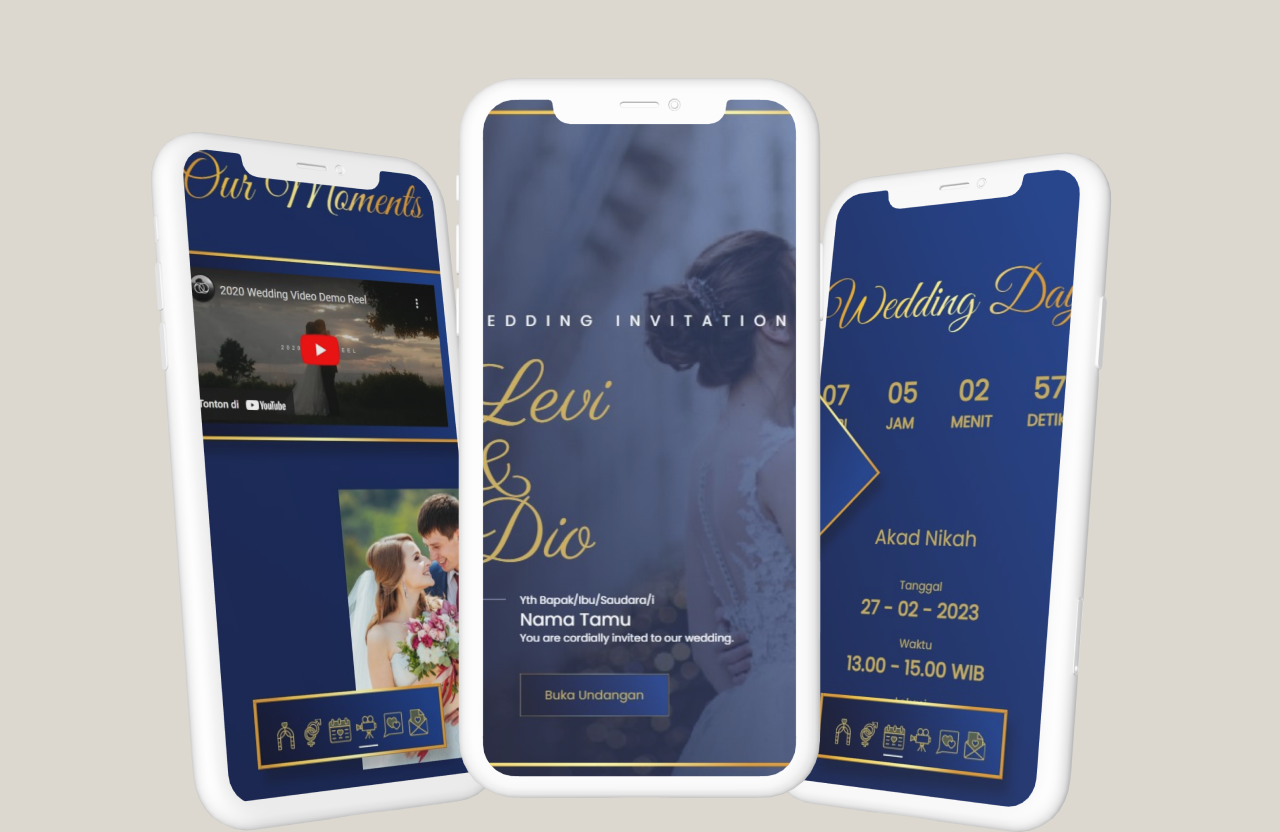 Our Moments
2020 Wedding Video Demo Reel
Tonton di YouTube
EDDING INVITATION
Levi
&
Dio
Yth Bapak/Ibu/Saudara/i
Nama Tamu
You are cordially invited to our wedding.
Buka Undangan
Wedding Day
07 05 02 57
JAM MENIT DETIK
Akad Nikah
Tanggal
27 - 02 - 2023
Waktu
13.00 - 15.00 WIB